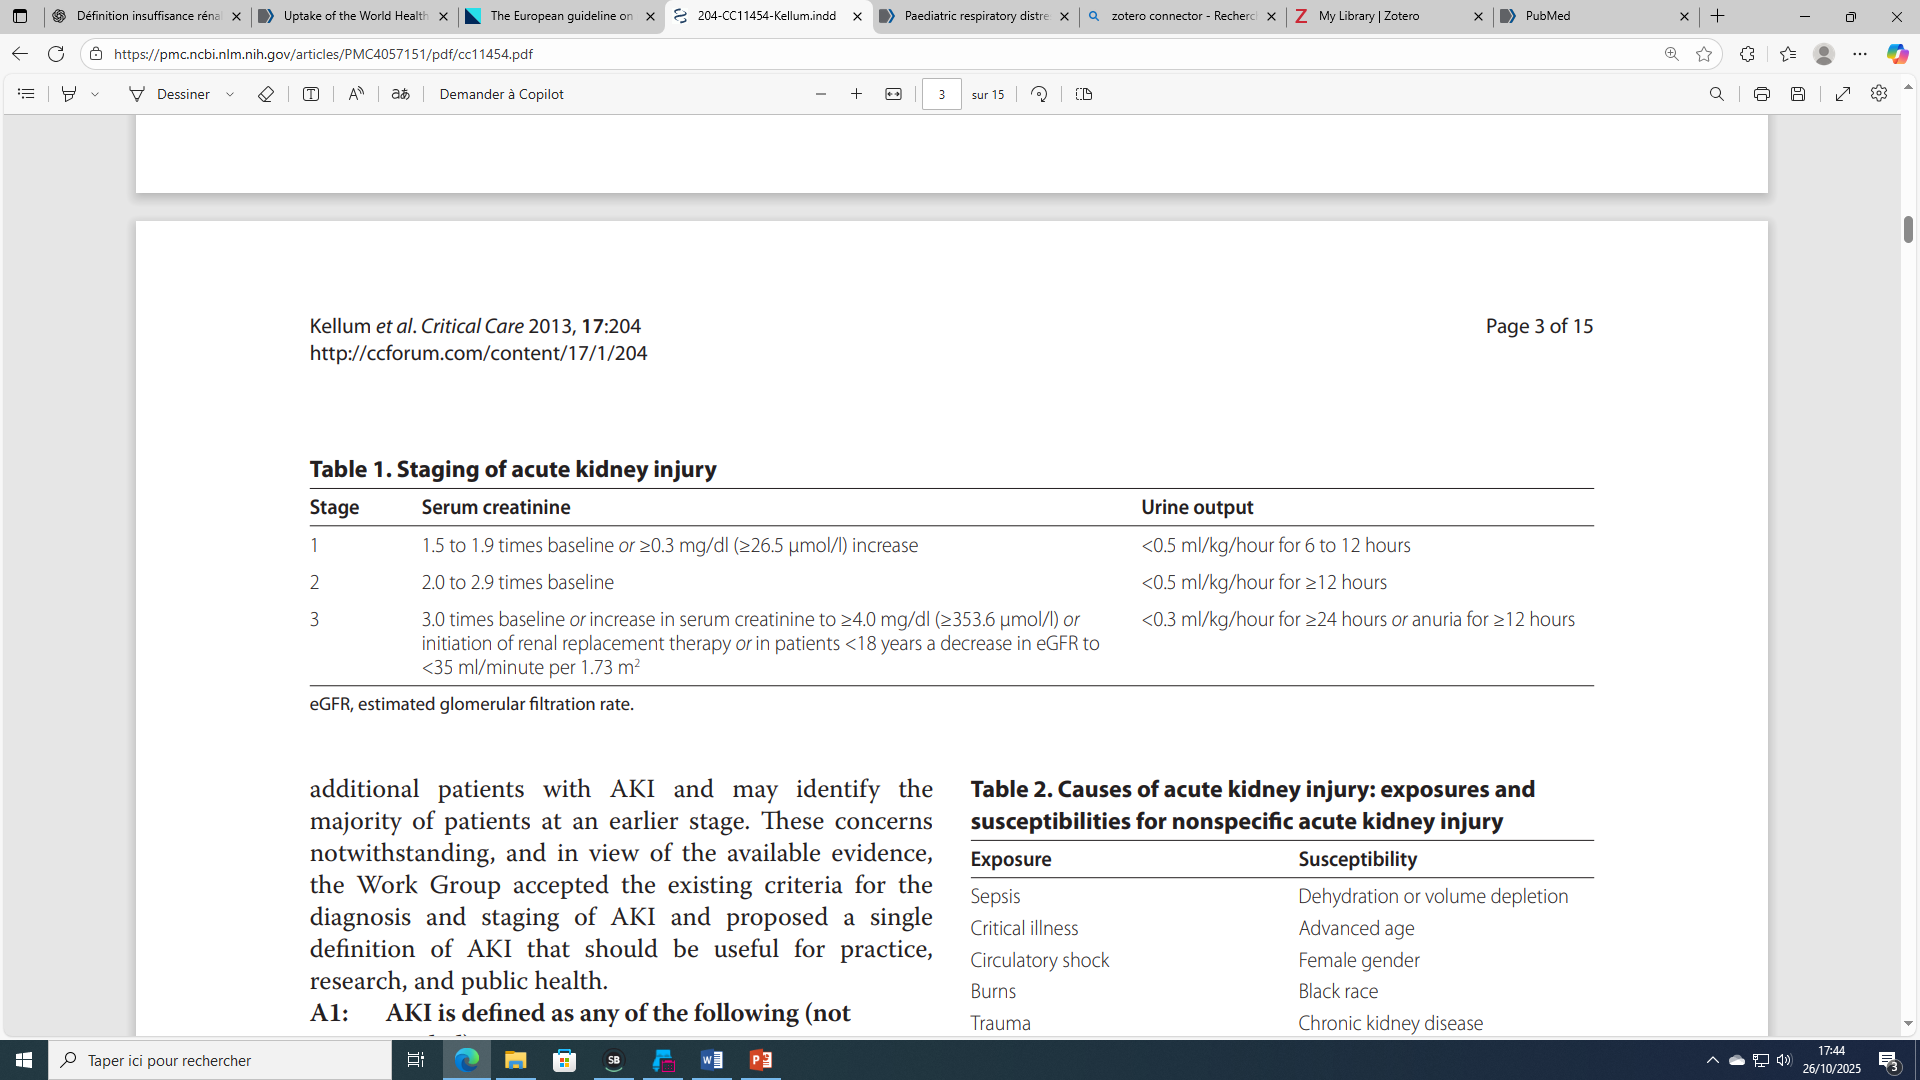 Définition insuffisance réna
Uptake of the World Health
The European guideline on
204-CC11454-Kellum.indd
Paediatric respiratory distre
zotero connector - Recherc
My Library | Zotero
PubMed
https://pmc.ncbi.nlm.nih.gov/articles/PMC4057151/pdf/cc11454.pdf
Dessiner
Demander à Copilot
3
sur 15
Kellum et al. Critical Care 2013, 17:204
http://ccforum.com/content/17/1/204
Page 3 of 15
Table 1. Staging of acute kidney injury
Stage Serum creatinine Urine output
1 1.5 to 1.9 times baseline or ≥0.3 mg/dl (≥26.5 μmol/l) increase <0.5 ml/kg/hour for 6 to 12 hours
2 2.0 to 2.9 times baseline <0.5 ml/kg/hour for ≥12 hours
3 3.0 times baseline or increase in serum creatinine to ≥4.0 mg/dl (≥353.6 μmol/l) or <0.3 ml/kg/hour for ≥24 hours or anuria for ≥12 hours
initiation of renal replacement therapy or in patients <18 years a decrease in eGFR to
<35 ml/minute per 1.73 m²
eGFR, estimated glomerular filtration rate.
additional patients with AKI and may identify the
majority of patients at an earlier stage. These concerns
notwithstanding, and in view of the available evidence,
the Work Group accepted the existing criteria for the
diagnosis and staging of AKI and proposed a single
definition of AKI that should be useful for practice,
research, and public health.
A1: AKI is defined as any of the following (not
Table 2. Causes of acute kidney injury: exposures and
susceptibilities for nonspecific acute kidney injury
Exposure Susceptibility
Sepsis Dehydration or volume depletion
Critical illness Advanced age
Circulatory shock Female gender
Burns Black race
Trauma Chronic kidney disease
Taper ici pour rechercher
SB
17:44
26/10/2025
3